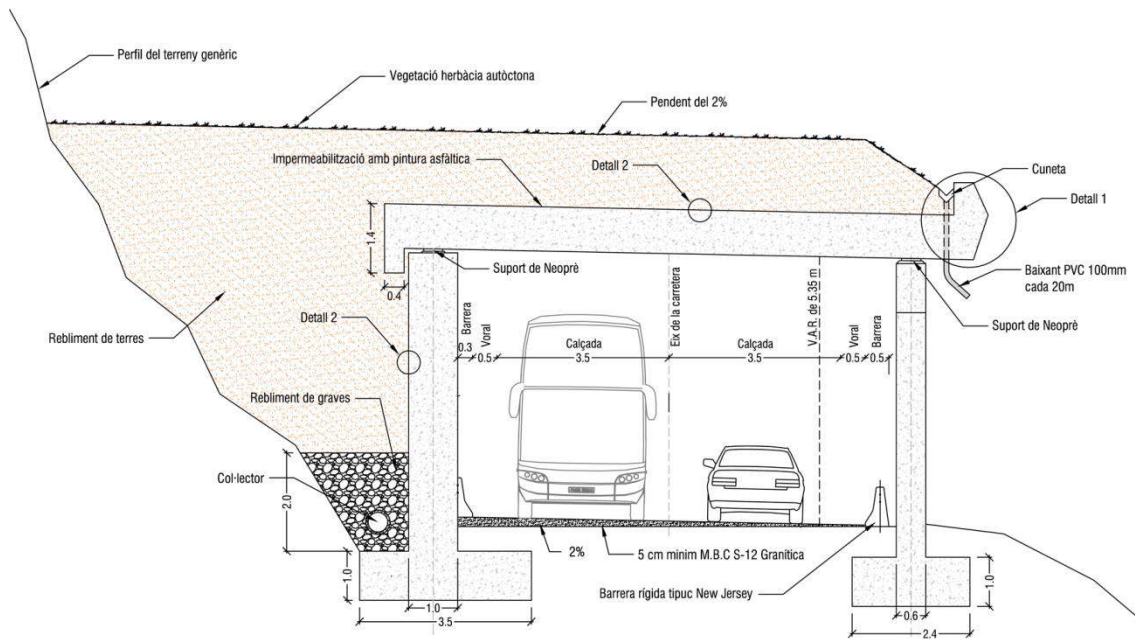 Perfil del terreny genèric
Vegetació herbàcia autòctona
Pendent del 2%
Impermeabilització amb pintura asfàltica
Detall 2
Cuneta
Detall 1
1.4
0.4
Suport de Neoprè
Baixant PVC 100mm
cada 20m
Suport de Neoprè
Rebliment de terres
Detall 2
Barrera
0.3
Voral
0.5
Calçada
3.5
Eix de la carretera
Calçada
3.5
V.A.R. de 5.35 m
Voral
0.5
Barrera
0.5
Rebliment de graves
Col·lector
2.0
2%
5 cm minim M.B.C S-12 Granítica
Barrera rígida tipuc New Jersey
1.0
1.0
3.5
0.6
2.4
1.0